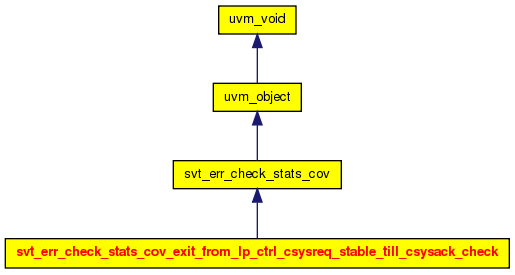 uvm_void
uvm_object
svt_err_check_stats_cov
svt_err_check_stats_cov_exit_from_lp_ctrl_csysreq_stable_till_csysack_check